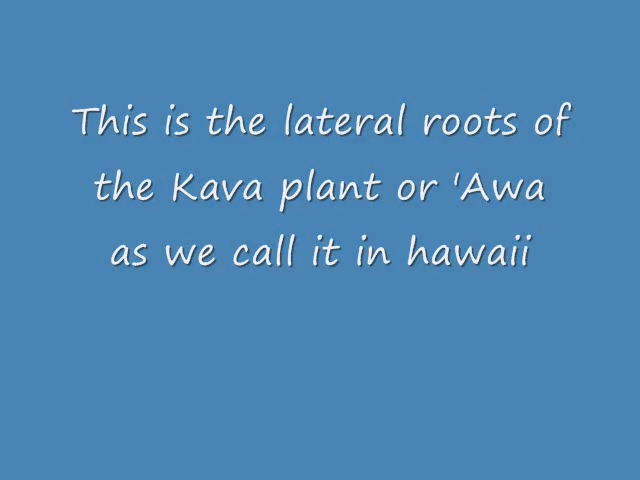 This is the lateral roots of
the Kava plant or 'Awa
as we call it in hawaii